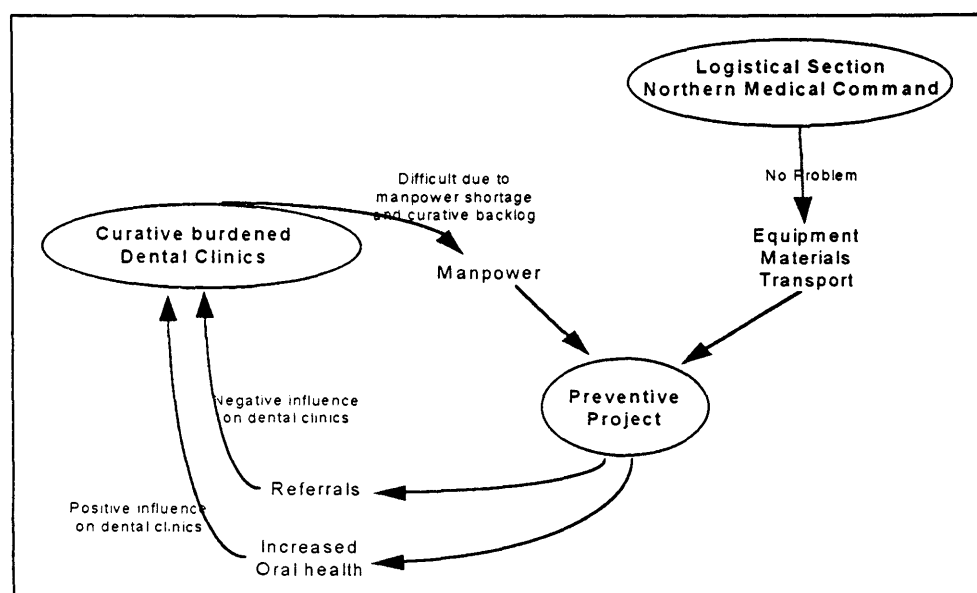 Logistical Section
Northern Medical Command
No Problem
Difficult due to
manpower shortage
and curative backlog
Curative burdened
Dental Clinics
Manpower
Equipment
Materials
Transport
Preventive
Project
Negative influence
on dental clinics
Referrals
Positive influence
on dental clinics
Increased
Oral health